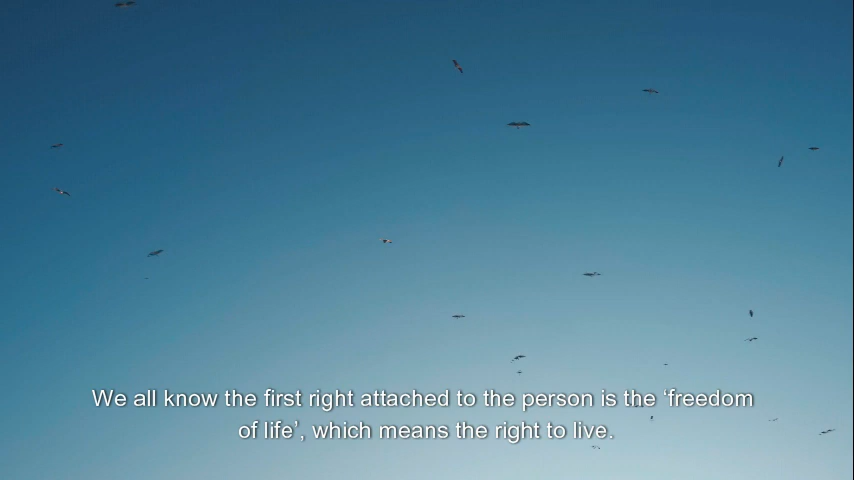 We all know the first right attached to the person is the ‘freedom
of life’, which means the right to live.